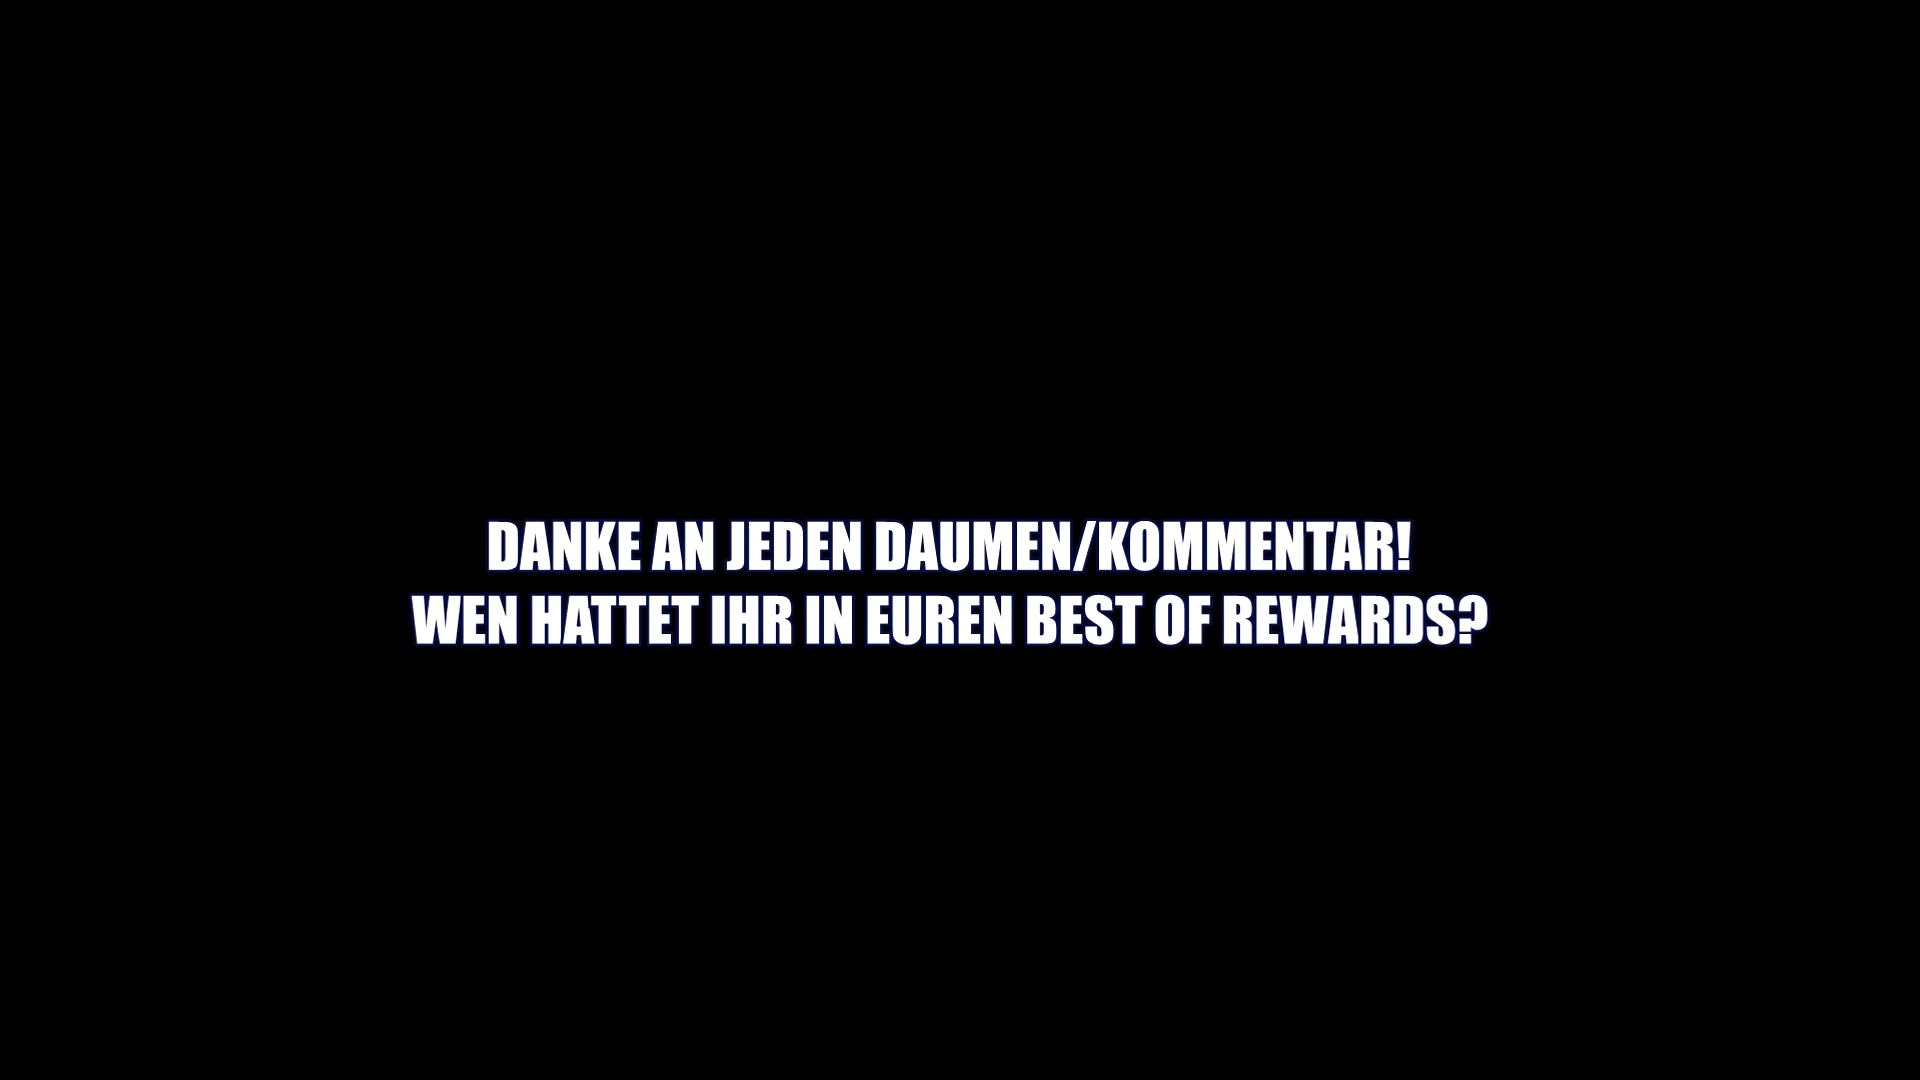 DANKE AN JEDEN DAUMEN/KOMMENTAR!
WEN HATTET IHR IN EUREN BEST OF REWARDS?